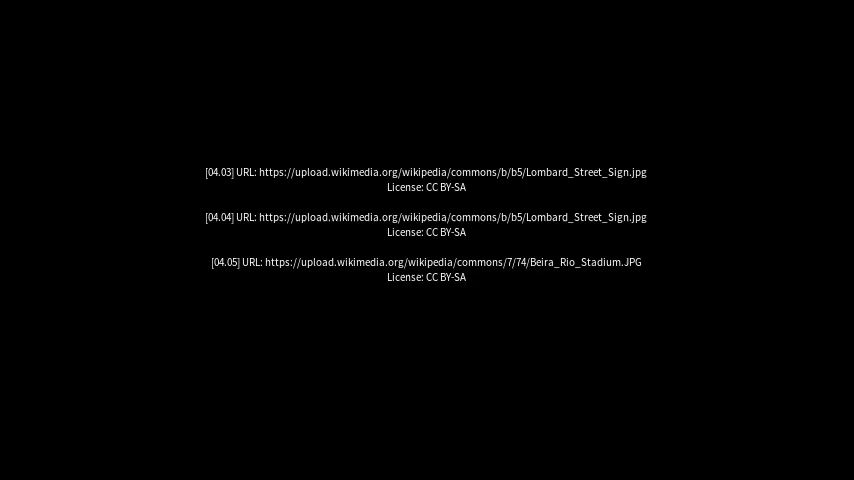 [04.03] URL: https://upload.wikimedia.org/wikipedia/commons/b/b5/Lombard_Street_Sign.jpg
License: CC BY-SA
[04.04] URL: https://upload.wikimedia.org/wikipedia/commons/b/b5/Lombard_Street_Sign.jpg
License: CC BY-SA
[04.05] URL: https://upload.wikimedia.org/wikipedia/commons/7/74/Beira_Rio_Stadium.JPG
License: CC BY-SA